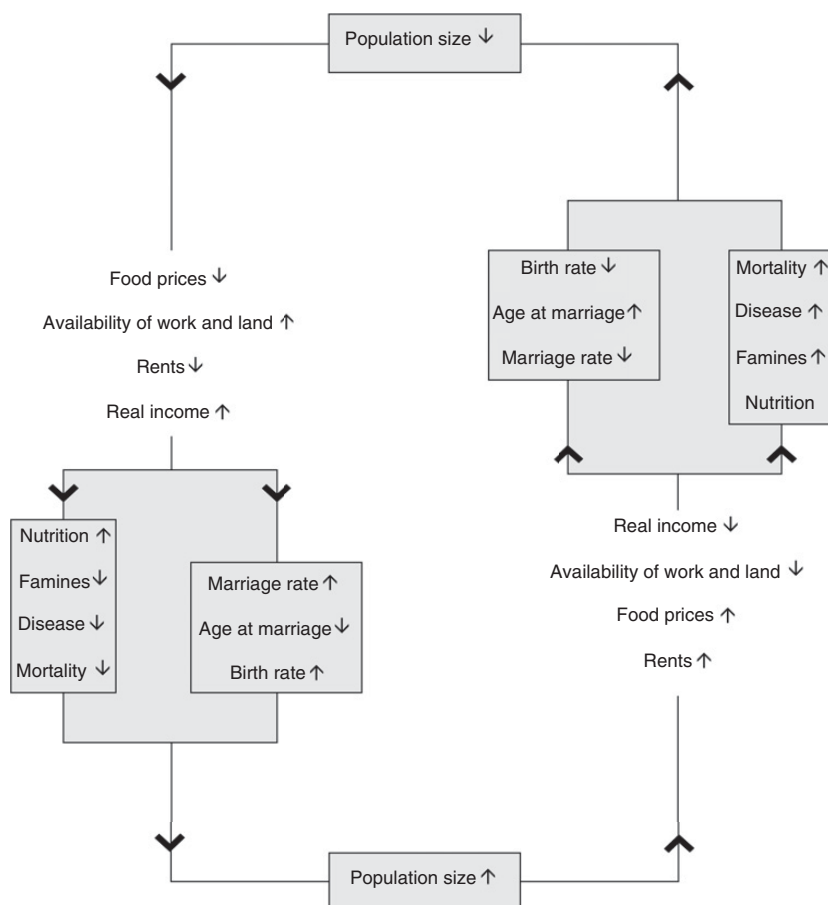 Population size ↓
Food prices ↓
Availability of work and land ↑
Rents ↓
Real income ↑
Nutrition ↑
Famines ↓
Disease ↓
Mortality ↓
Marriage rate ↑
Age at marriage ↓
Birth rate ↑
Population size ↑
Birth rate ↓
Age at marriage ↑
Marriage rate ↓
Mortality ↑
Disease ↑
Famines ↑
Nutrition
Real income ↓
Availability of work and land ↓
Food prices ↑
Rents ↑